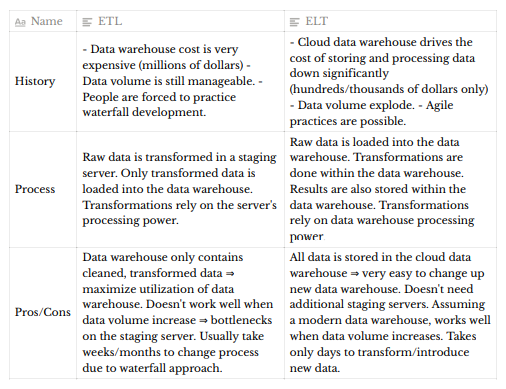 Aa Name
ETL
ELT
History
- Data warehouse cost is very
expensive (millions of dollars) -
Data volume is still manageable. -
People are forced to practice
waterfall development.
- Cloud data warehouse drives the
cost of storing and processing data
down significantly
(hundreds/thousands of dollars only)
- Data volume explode. - Agile
practices are possible.
Process
Raw data is transformed in a staging
server. Only transformed data is
loaded into the data warehouse.
Transformations rely on the server's
processing power.
Raw data is loaded into the data
warehouse. Transformations are
done within the data warehouse.
Results are also stored within the
data warehouse. Transformations
rely on data warehouse processing
power
Pros/Cons
Data warehouse only contains
cleaned, transformed data ⇒
maximize utilization of data
warehouse. Doesn't work well when
data volume increase ⇒ bottlenecks
on the staging server. Usually take
weeks/months to change process
due to waterfall approach.
All data is stored in the cloud data
warehouse ⇒ very easy to change up
new data warehouse. Doesn't need
additional staging servers. Assuming
a modern data warehouse, works well
when data volume increases. Takes
only days to transform/introduce
new data.